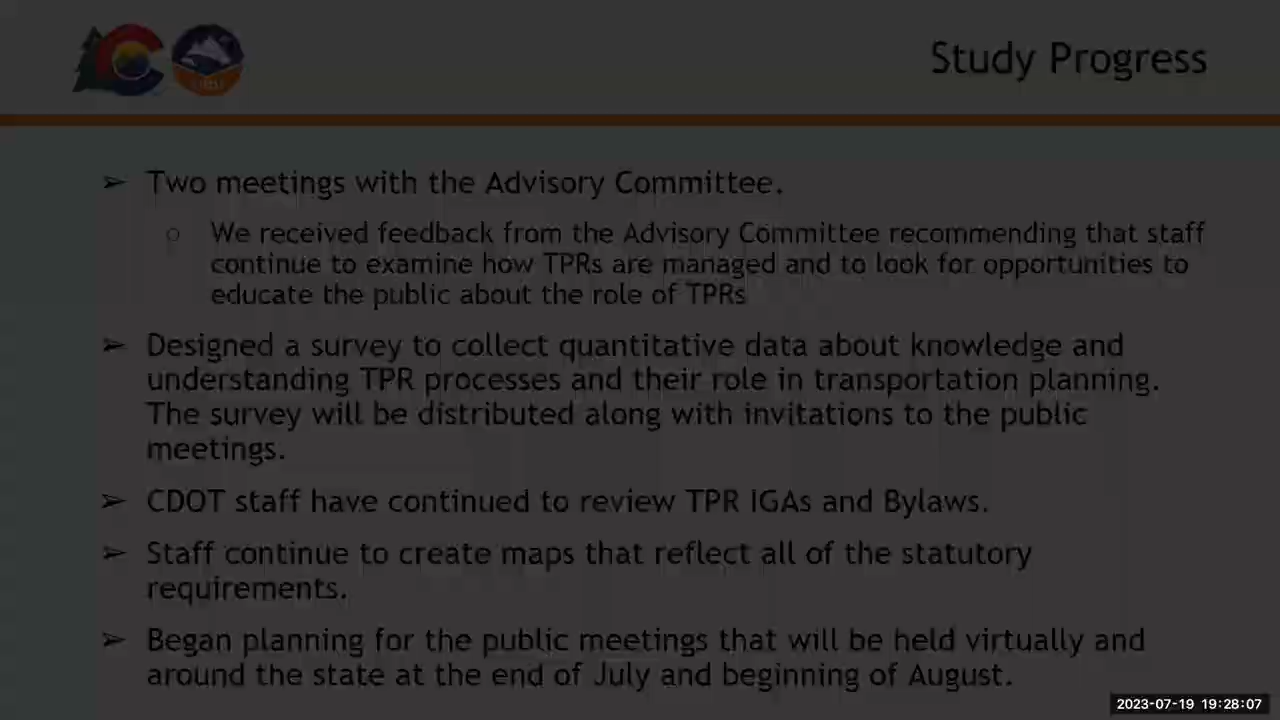 Study Progress
➢ Two meetings with the Advisory Committee.
○ We received feedback from the Advisory Committee recommending that staff
continue to examine how TPRs are managed and to look for opportunities to
educate the public about the role of TPRs
➢ Designed a survey to collect quantitative data about knowledge and
understanding TPR processes and their role in transportation planning.
The survey will be distributed along with invitations to the public
meetings.
➢ CDOT staff have continued to review TPR IGAs and Bylaws.
➢ Staff continue to create maps that reflect all of the statutory
requirements.
➢ Began planning for the public meetings that will be held virtually and
around the state at the end of July and beginning of August.
2023-07-19 19:28:07